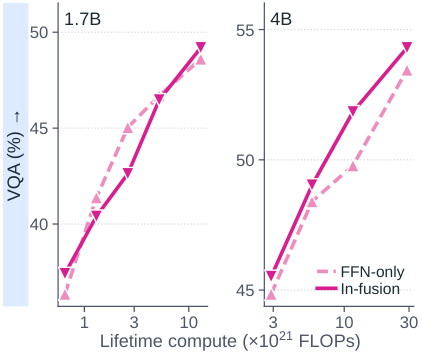 1.7B
4B
VQA (%) →
50
45
40
55
50
45
FFN-only
In-fusion
1
3
10
3
10
30
Lifetime compute (×10²¹ FLOPs)